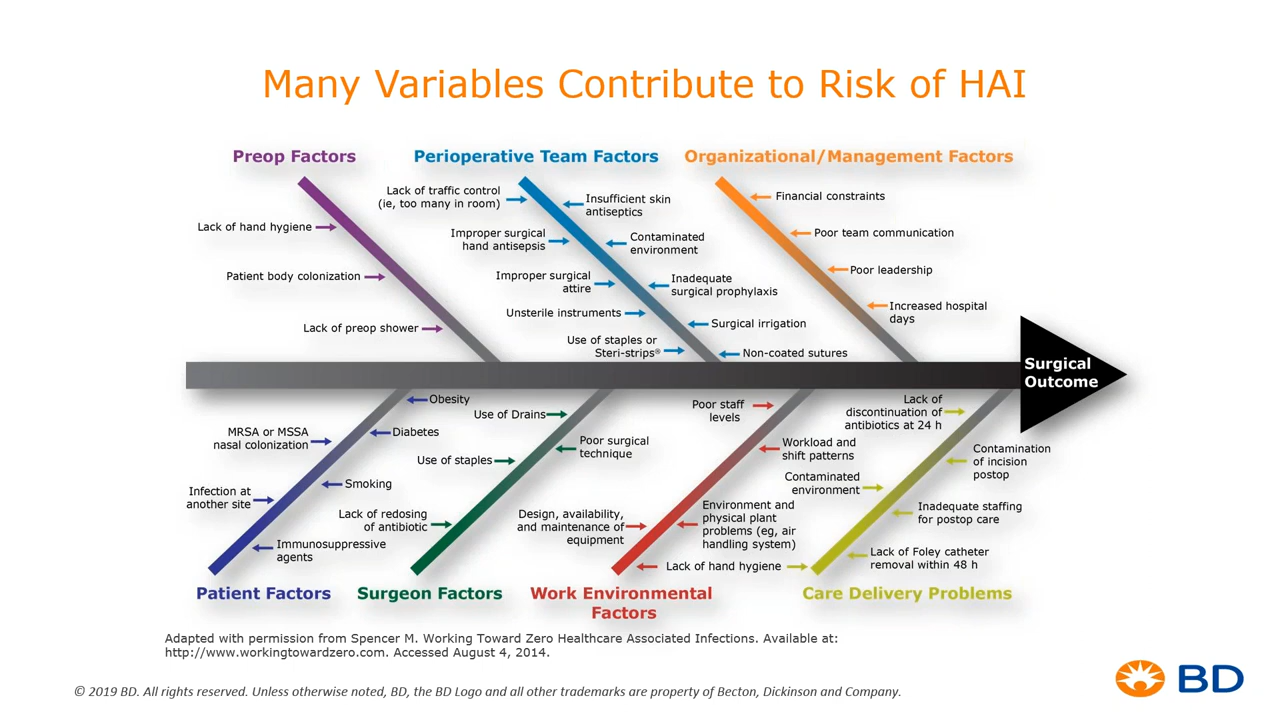 Many Variables Contribute to Risk of HAI
Preop Factors
Perioperative Team Factors
Organizational/Management Factors
Lack of hand hygiene
Patient body colonization
Lack of preop shower
Lack of traffic control
(ie, too many in room)
Improper surgical
hand antisepsis
Improper surgical
attire
Unsterile instruments
Use of staples or
Steri-strips®
Insufficient skin
antiseptics
Contaminated
environment
Inadequate
surgical prophylaxis
Surgical irrigation
Non-coated sutures
Financial constraints
Poor team communication
Poor leadership
Increased hospital
days
Surgical
Outcome
Obesity
MRSA or MSSA
nasal colonization
Diabetes
Smoking
Infection at
another site
Immunosuppressive
agents
Use of Drains
Poor surgical
technique
Use of staples
Lack of redosing
of antibiotic
Poor staff
levels
Workload and
shift patterns
Design, availability,
and maintenance of
equipment
Environment and
physical plant
problems (eg, air
handling system)
Lack of hand hygiene
Lack of
discontinuation of
antibiotics at 24 h
Contamination
of incision
postop
Contaminated
environment
Inadequate staffing
for postop care
Lack of Foley catheter
removal within 48 h
Patient Factors
Surgeon Factors
Work Environmental
Factors
Care Delivery Problems
Adapted with permission from Spencer M. Working Toward Zero Healthcare Associated Infections. Available at:
http://www.workingtowardzero.com. Accessed August 4, 2014.
© 2019 BD. All rights reserved. Unless otherwise noted, BD, the BD Logo and all other trademarks are property of Becton, Dickinson and Company.
BD